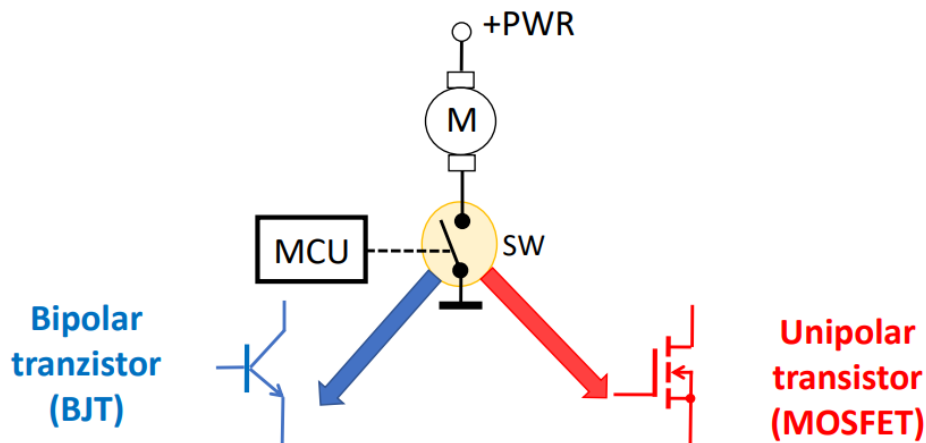 +PWR
M
MCU
SW
Bipolar
tranzistor
(BJT)
Unipolar
transistor
(MOSFET)